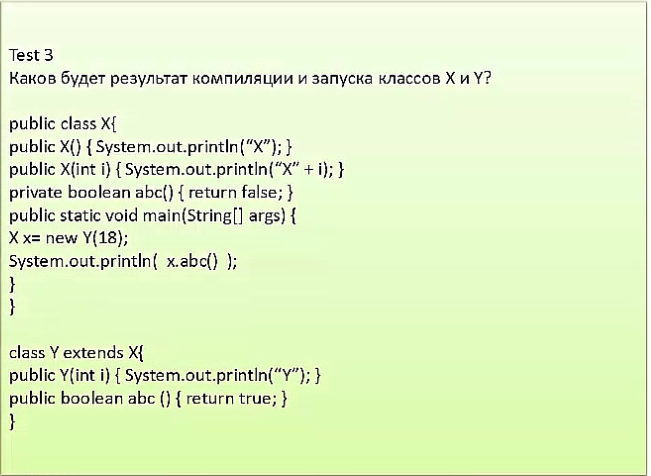 Test 3
Каков будет результат компиляции и запуска классов X и Y?
public class X{
public X() { System.out.println(“X”); }
public X(int i) { System.out.println(“X” + i); }
private boolean abc() { return false; }
public static void main(String[] args) {
X x= new Y(18);
System.out.println(  x.abc()  );
}
}
class Y extends X{
public Y(int i) { System.out.println(“Y”); }
public boolean abc () { return true; }
}